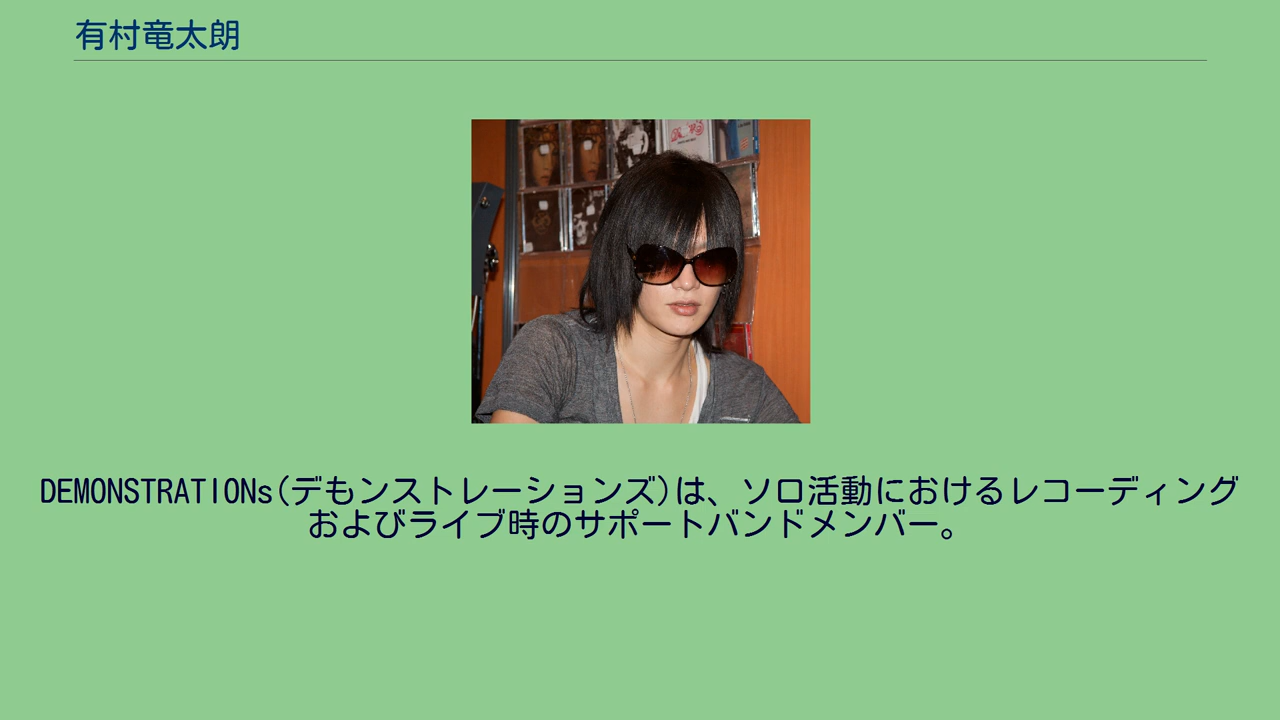 有村竜太朗
DEMONSTRATIONs(デもンストレーションズ)は、ソロ活動におけるレコーディング
およびライブ時のサポートバンドメンバー。